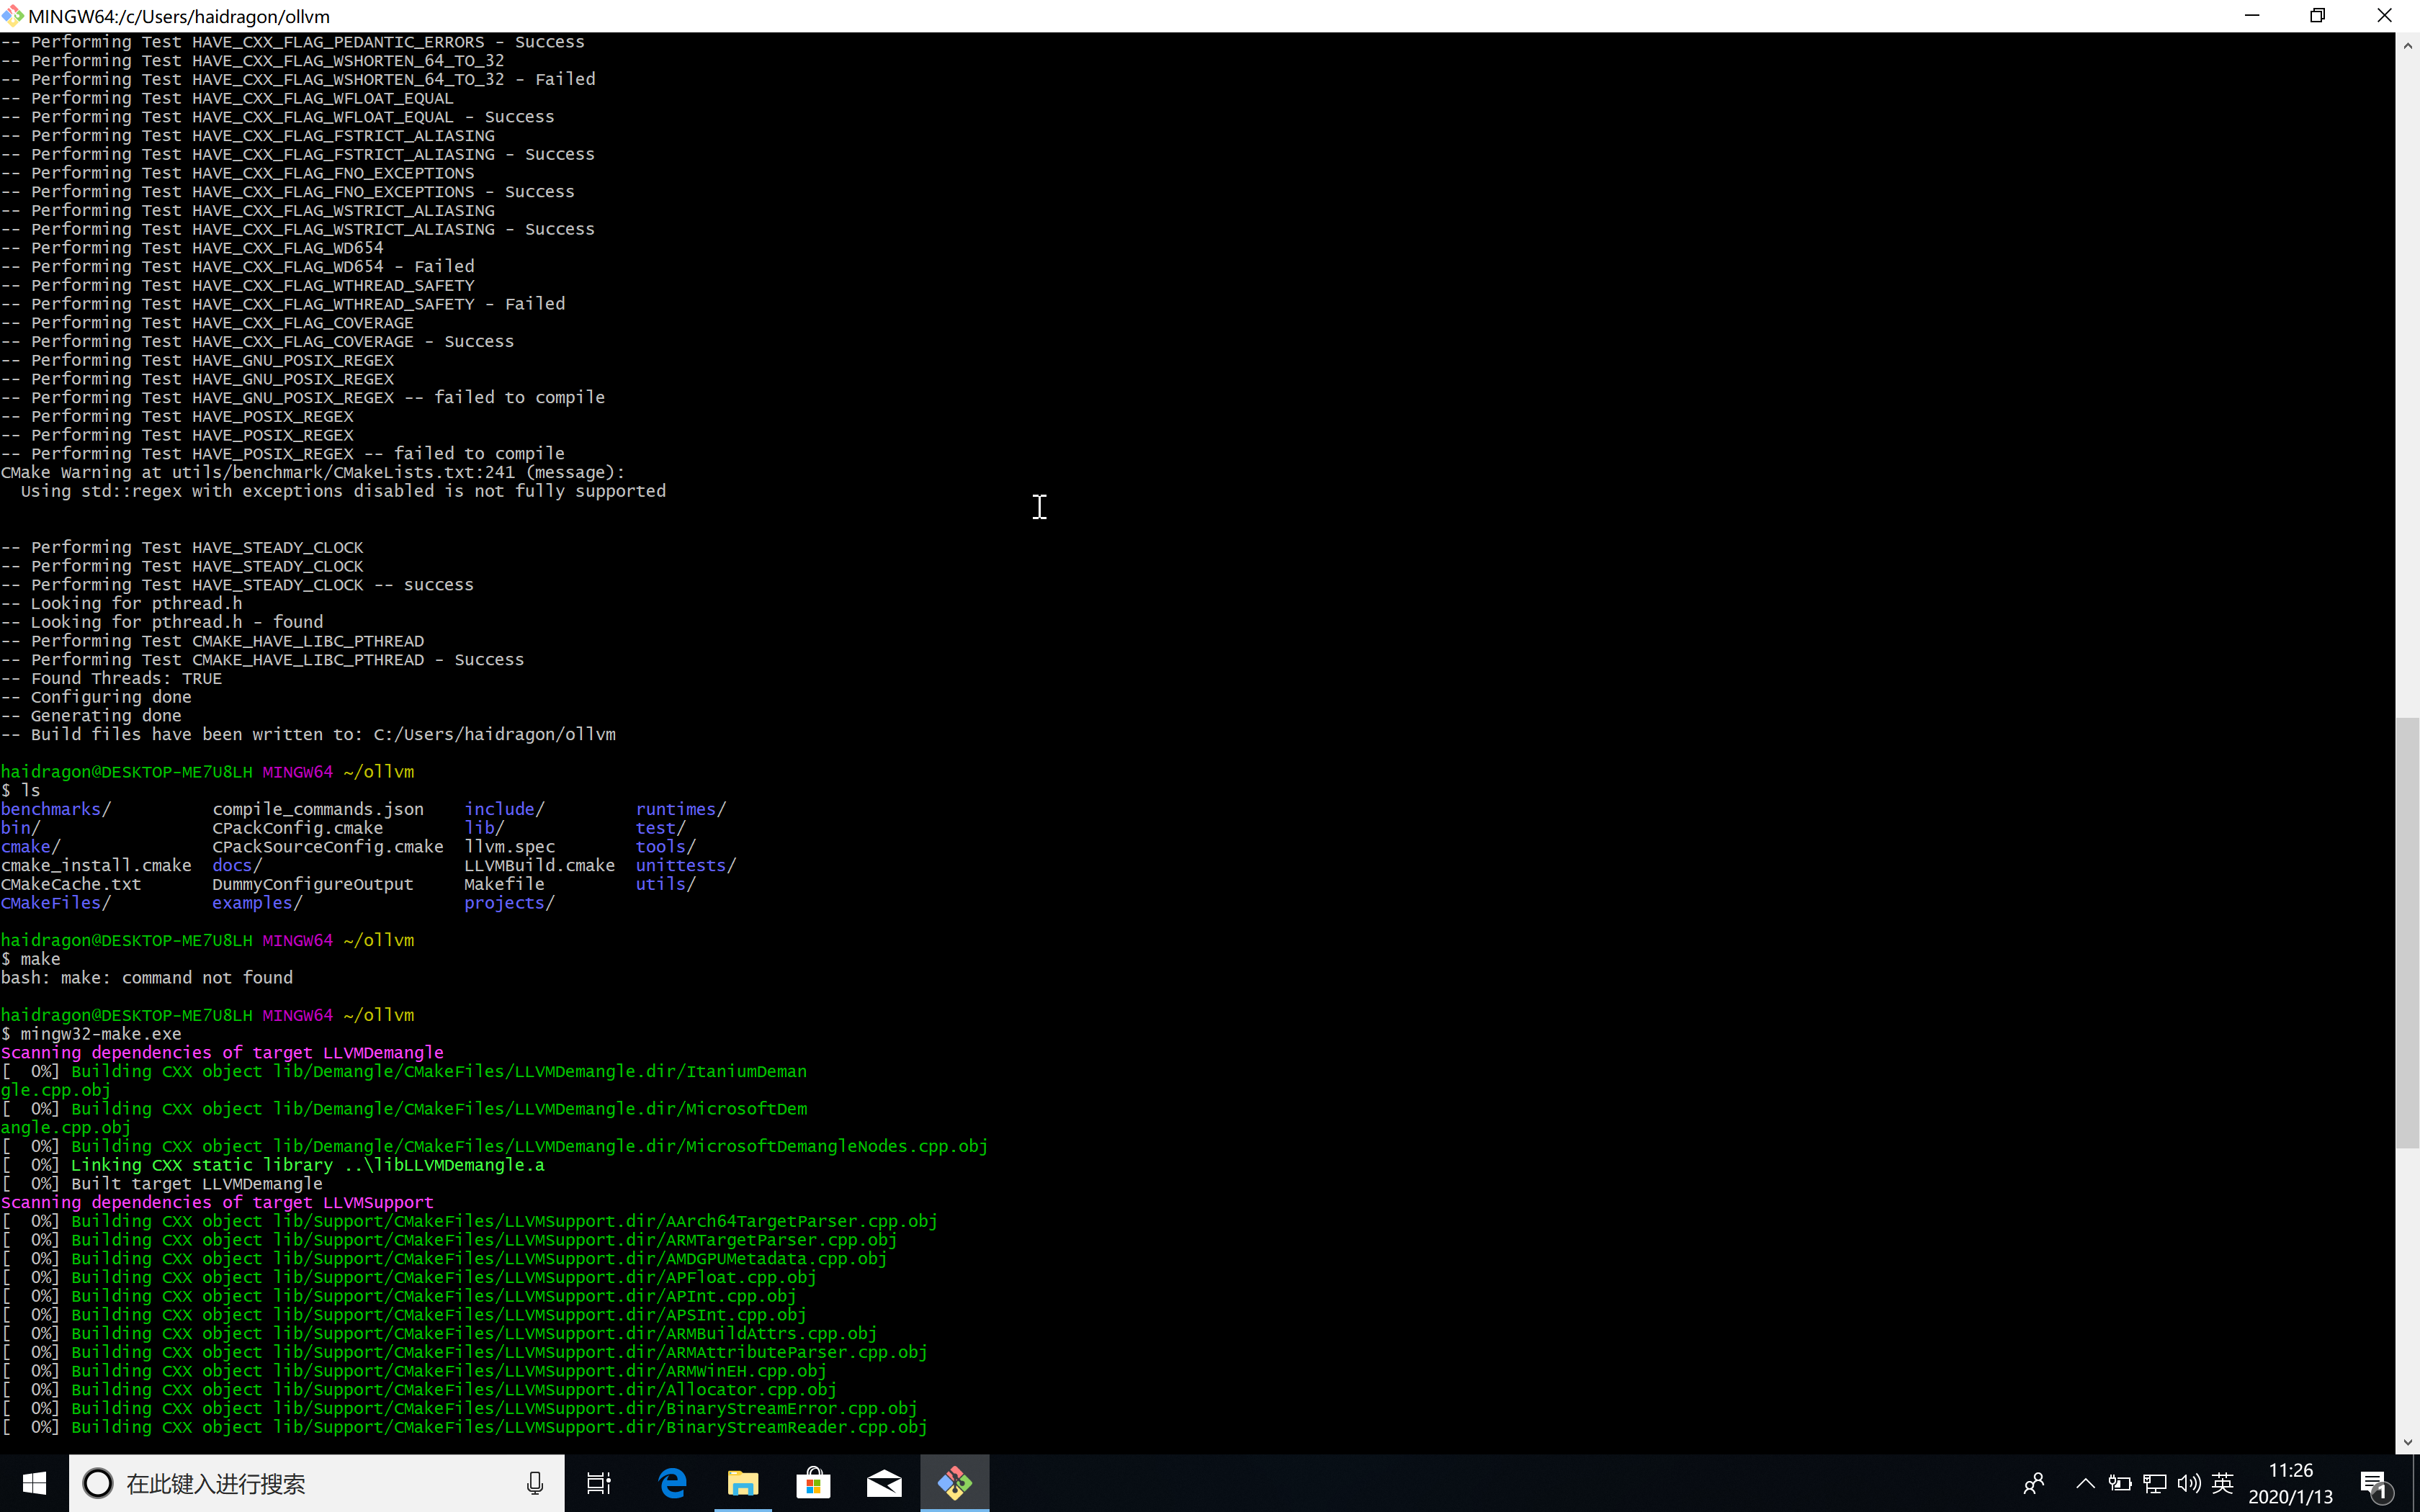 MINGW64:/c/Users/haidragon/ollvm
-- Performing Test HAVE_CXX_FLAG_PEDANTIC_ERRORS - Success
-- Performing Test HAVE_CXX_FLAG_WSHORTEN_64_TO_32
-- Performing Test HAVE_CXX_FLAG_WSHORTEN_64_TO_32 - Failed
-- Performing Test HAVE_CXX_FLAG_WFLOAT_EQUAL
-- Performing Test HAVE_CXX_FLAG_WFLOAT_EQUAL - Success
-- Performing Test HAVE_CXX_FLAG_FSTRICT_ALIASING
-- Performing Test HAVE_CXX_FLAG_FSTRICT_ALIASING - Success
-- Performing Test HAVE_CXX_FLAG_FNO_EXCEPTIONS
-- Performing Test HAVE_CXX_FLAG_FNO_EXCEPTIONS - Success
-- Performing Test HAVE_CXX_FLAG_WSTRICT_ALIASING
-- Performing Test HAVE_CXX_FLAG_WSTRICT_ALIASING - Success
-- Performing Test HAVE_CXX_FLAG_WD654
-- Performing Test HAVE_CXX_FLAG_WD654 - Failed
-- Performing Test HAVE_CXX_FLAG_WTHREAD_SAFETY
-- Performing Test HAVE_CXX_FLAG_WTHREAD_SAFETY - Failed
-- Performing Test HAVE_CXX_FLAG_COVERAGE
-- Performing Test HAVE_CXX_FLAG_COVERAGE - Success
-- Performing Test HAVE_GNU_POSIX_REGEX
-- Performing Test HAVE_GNU_POSIX_REGEX
-- Performing Test HAVE_GNU_POSIX_REGEX -- failed to compile
-- Performing Test HAVE_POSIX_REGEX
-- Performing Test HAVE_POSIX_REGEX
-- Performing Test HAVE_POSIX_REGEX -- failed to compile
CMake Warning at utils/benchmark/CMakeLists.txt:241 (message):
Using std::regex with exceptions disabled is not fully supported
-- Performing Test HAVE_STEADY_CLOCK
-- Performing Test HAVE_STEADY_CLOCK
-- Performing Test HAVE_STEADY_CLOCK -- success
-- Looking for pthread.h
-- Looking for pthread.h - found
-- Performing Test CMAKE_HAVE_LIBC_PTHREAD
-- Performing Test CMAKE_HAVE_LIBC_PTHREAD - Success
-- Found Threads: TRUE
-- Configuring done
-- Generating done
-- Build files have been written to: C:/Users/haidragon/ollvm
haidragon@DESKTOP-ME7U8LH MINGW64 ~/ollvm
$ ls
benchmarks/ compile_commands.json include/ runtimes/
bin/ CPackConfig.cmake lib/ test/
cmake/ CPackSourceConfig.cmake llvm.spec tools/
cmake_install.cmake docs/ LLVMBuild.cmake unittests/
CMakeCache.txt DummyConfigureOutput Makefile utils/
CMakeFiles/ examples/ projects/
haidragon@DESKTOP-ME7U8LH MINGW64 ~/ollvm
$ make
bash: make: command not found
haidragon@DESKTOP-ME7U8LH MINGW64 ~/ollvm
$ mingw32-make.exe
Scanning dependencies of target LLVMDemangle
[  0%] Building CXX object lib/Demangle/CMakeFiles/LLVMDemangle.dir/ItaniumDeman
gle.cpp.obj
[  0%] Building CXX object lib/Demangle/CMakeFiles/LLVMDemangle.dir/MicrosoftDem
angle.cpp.obj
[  0%] Building CXX object lib/Demangle/CMakeFiles/LLVMDemangle.dir/MicrosoftDemangleNodes.cpp.obj
[  0%] Linking CXX static library ..\libLLVMDemangle.a
[  0%] Built target LLVMDemangle
Scanning dependencies of target LLVMSupport
[  0%] Building CXX object lib/Support/CMakeFiles/LLVMSupport.dir/AArch64TargetParser.cpp.obj
[  0%] Building CXX object lib/Support/CMakeFiles/LLVMSupport.dir/ARMTargetParser.cpp.obj
[  0%] Building CXX object lib/Support/CMakeFiles/LLVMSupport.dir/AMDGPUMetadata.cpp.obj
[  0%] Building CXX object lib/Support/CMakeFiles/LLVMSupport.dir/APFloat.cpp.obj
[  0%] Building CXX object lib/Support/CMakeFiles/LLVMSupport.dir/APInt.cpp.obj
[  0%] Building CXX object lib/Support/CMakeFiles/LLVMSupport.dir/APSInt.cpp.obj
[  0%] Building CXX object lib/Support/CMakeFiles/LLVMSupport.dir/ARMBuildAttrs.cpp.obj
[  0%] Building CXX object lib/Support/CMakeFiles/LLVMSupport.dir/ARMAttributeParser.cpp.obj
[  0%] Building CXX object lib/Support/CMakeFiles/LLVMSupport.dir/ARMWinEH.cpp.obj
[  0%] Building CXX object lib/Support/CMakeFiles/LLVMSupport.dir/Allocator.cpp.obj
[  0%] Building CXX object lib/Support/CMakeFiles/LLVMSupport.dir/BinaryStreamError.cpp.obj
[  0%] Building CXX object lib/Support/CMakeFiles/LLVMSupport.dir/BinaryStreamReader.cpp.obj
在此键入进行搜索
英
11:26
2020/1/13
1